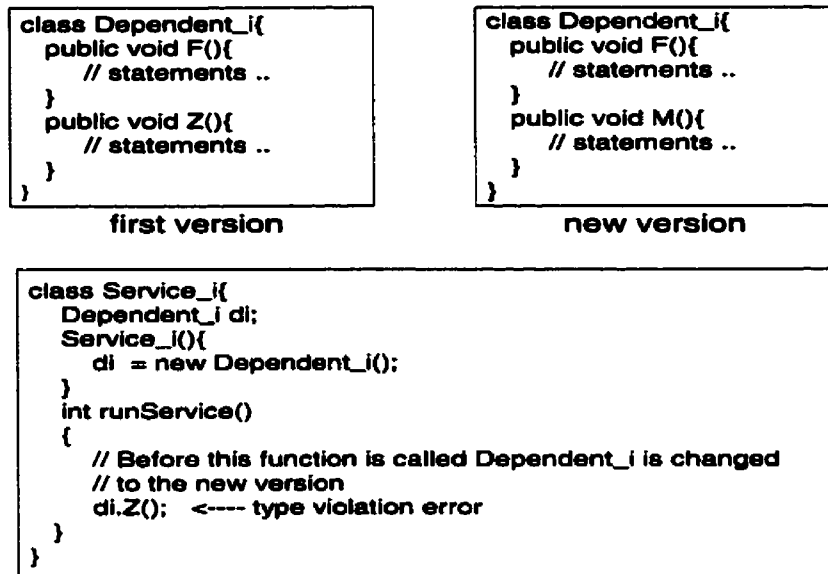 class Dependent_i{
public void F(){
// statements ..
}
public void Z(){
// statements ..
}
}
first version
class Dependent_i{
public void F(){
// statements ..
}
public void M(){
// statements ..
}
}
new version
class Service_i{
Dependent_i di;
Service_i(){
di = new Dependent_i();
}
int runService()
{
// Before this function is called Dependent_i is changed
// to the new version
di.Z(); <---- type violation error
}
}